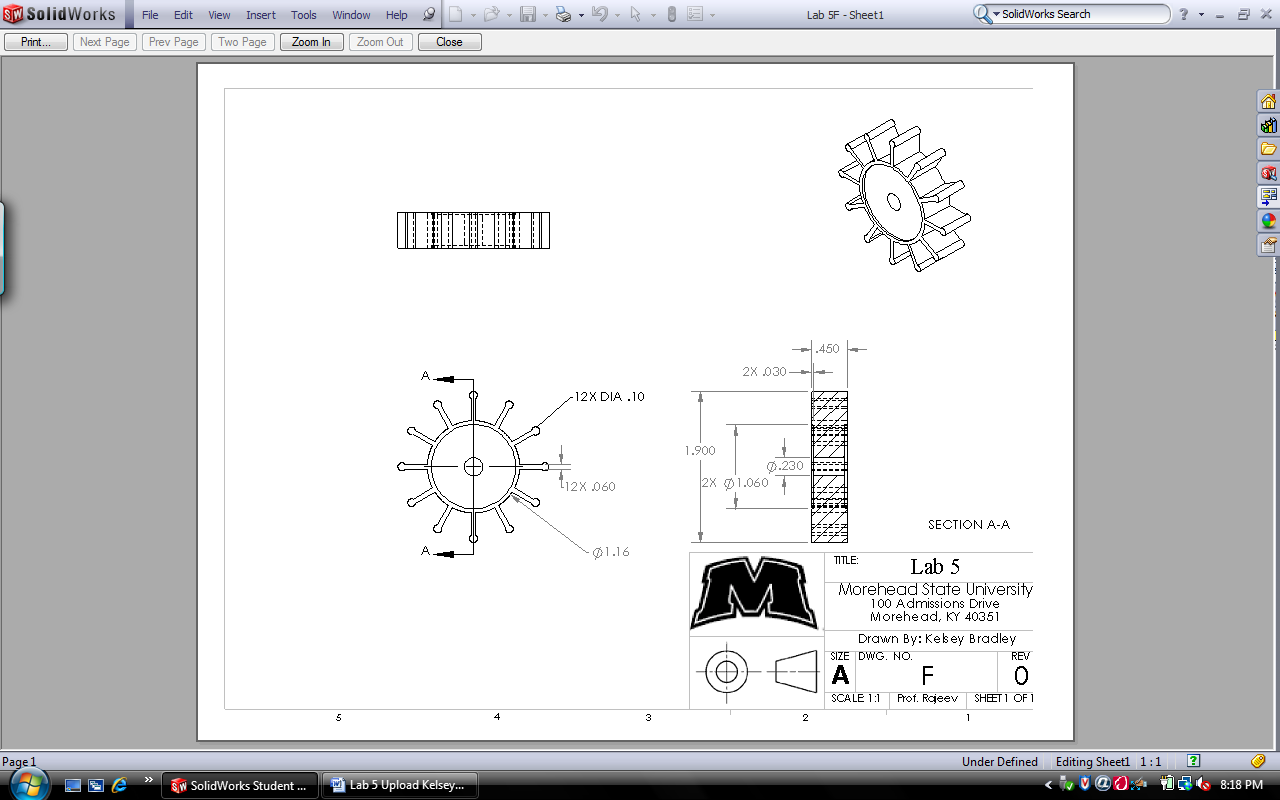 SolidWorks File Edit View Insert Tools Window Help Lab 5F - Sheet1 SolidWorks Search
Print... Next Page Prev Page Two Page Zoom In Zoom Out Close
.450
2X .030
A
12X DIA .10
1.900
Ø.230
2X Ø1.060
12X .060
SECTION A-A
A
Ø1.16
M
TITLE:
Lab 5
Morehead State University
100 Admissions Drive
Morehead, KY 40351
Drawn By: Kelsey Bradley
SIZE DWG. NO. REV
A F 0
SCALE 1:1 Prof. Rajeev SHEET 1 OF 1
5 4 3 2 1
Page 1 Under Defined Editing Sheet1 1 : 1
SolidWorks Student ... Lab 5 Upload Kelsey... 8:18 PM